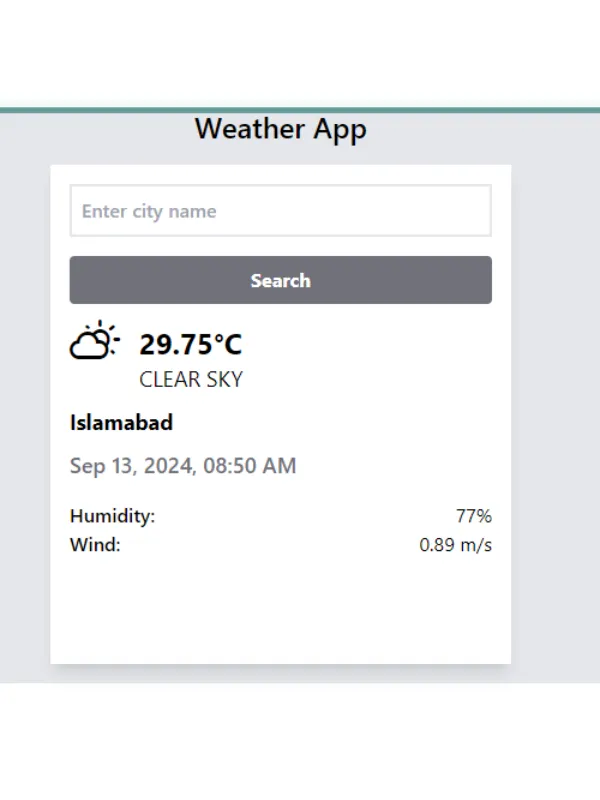 Weather App
Enter city name
Search
29.75°C
CLEAR SKY
Islamabad
Sep 13, 2024, 08:50 AM
Humidity: 77%
Wind: 0.89 m/s